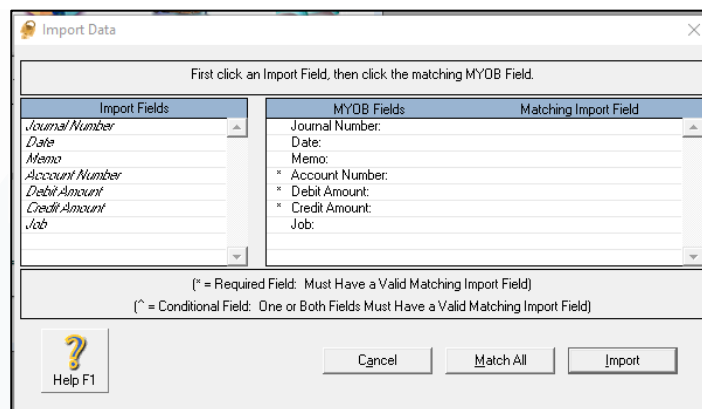 Import Data
First click an Import Field, then click the matching MYOB Field.
Import Fields
Journal Number
Date
Memo
Account Number
Debit Amount
Credit Amount
Job
MYOB Fields Matching Import Field
Journal Number:
Date:
Memo:
* Account Number:
* Debit Amount:
* Credit Amount:
Job:
(* = Required Field: Must Have a Valid Matching Import Field)
(^ = Conditional Field: One or Both Fields Must Have a Valid Matching Import Field)
Help F1
Cancel Match All Import